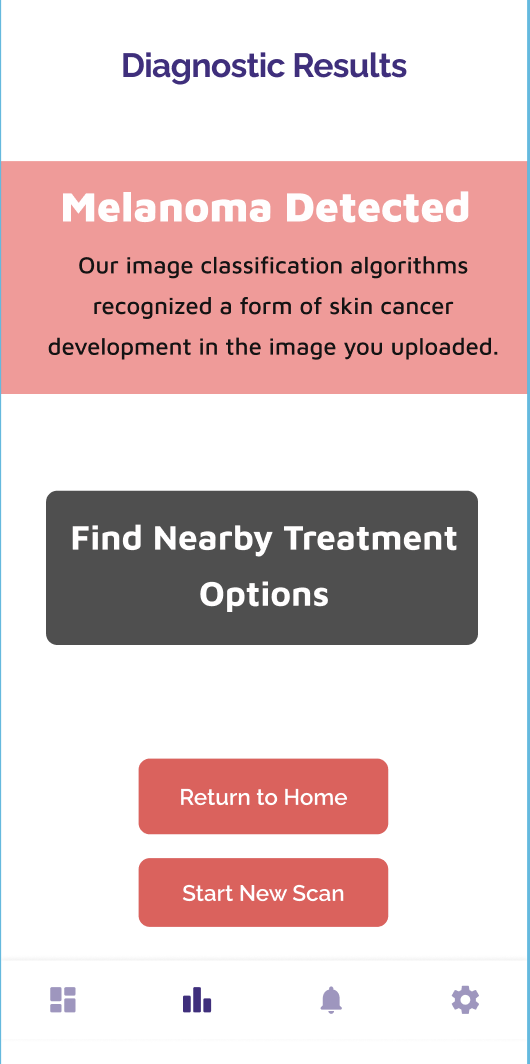 Diagnostic Results
Melanoma Detected
Our image classification algorithms
recognized a form of skin cancer
development in the image you uploaded.
Find Nearby Treatment
Options
Return to Home
Start New Scan